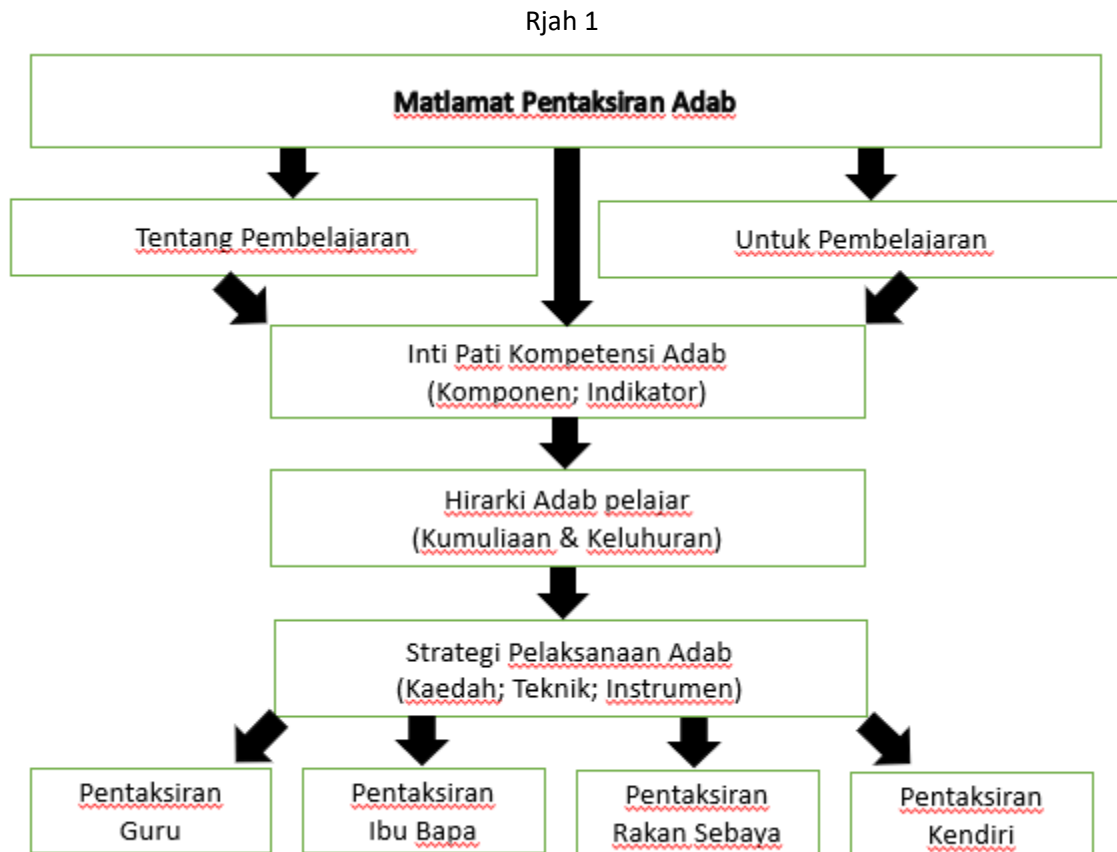 Rjah 1
Matlamat Pentaksiran Adab
Tentang Pembelajaran
Untuk Pembelajaran
Inti Pati Kompetensi Adab
(Komponen; Indikator)
Hirarki Adab pelajar
(Kumuliaan & Keluhuran)
Strategi Pelaksanaan Adab
(Kaedah; Teknik; Instrumen)
Pentaksiran
Guru
Pentaksiran
Ibu Bapa
Pentaksiran
Rakan Sebaya
Pentaksiran
Kendiri